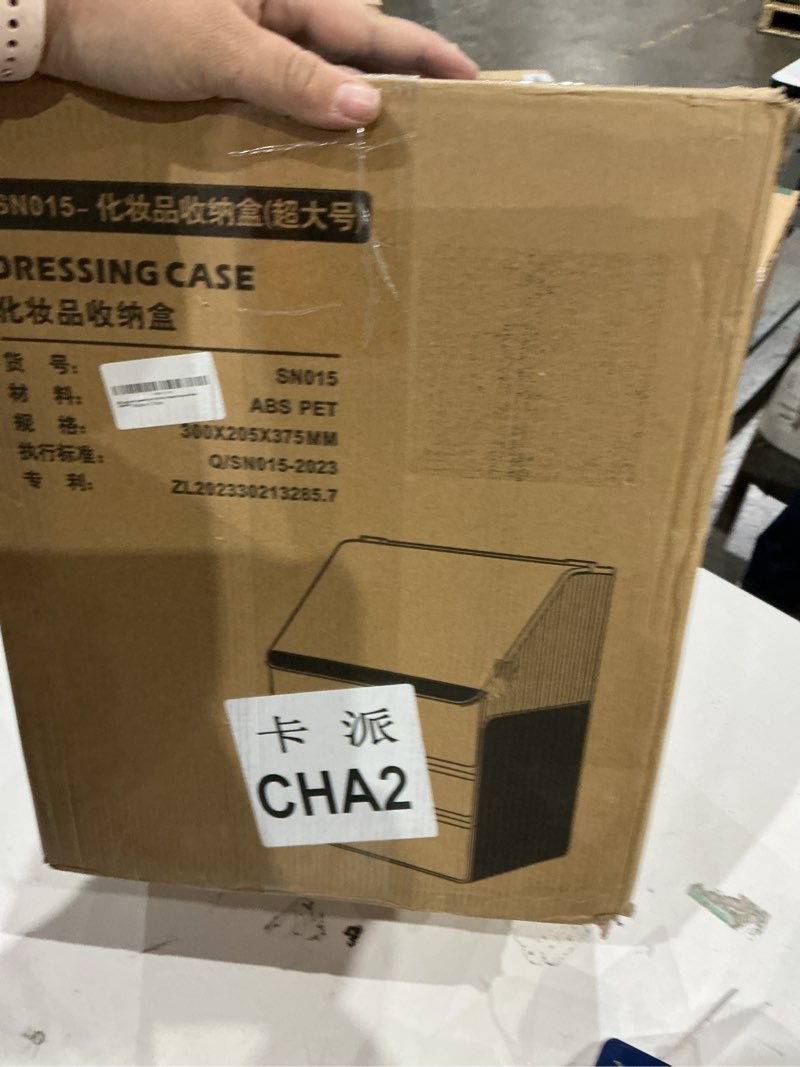 SN015- 化妆品收纳盒(超大号)
DRESSING CASE
化妆品收纳盒
货 号: SN015
材 料: ABS PET
规 格: 300X205X375MM
执行标准: Q/SN015-2023
专 利: ZL202330213285.7
卡 派
CHA2